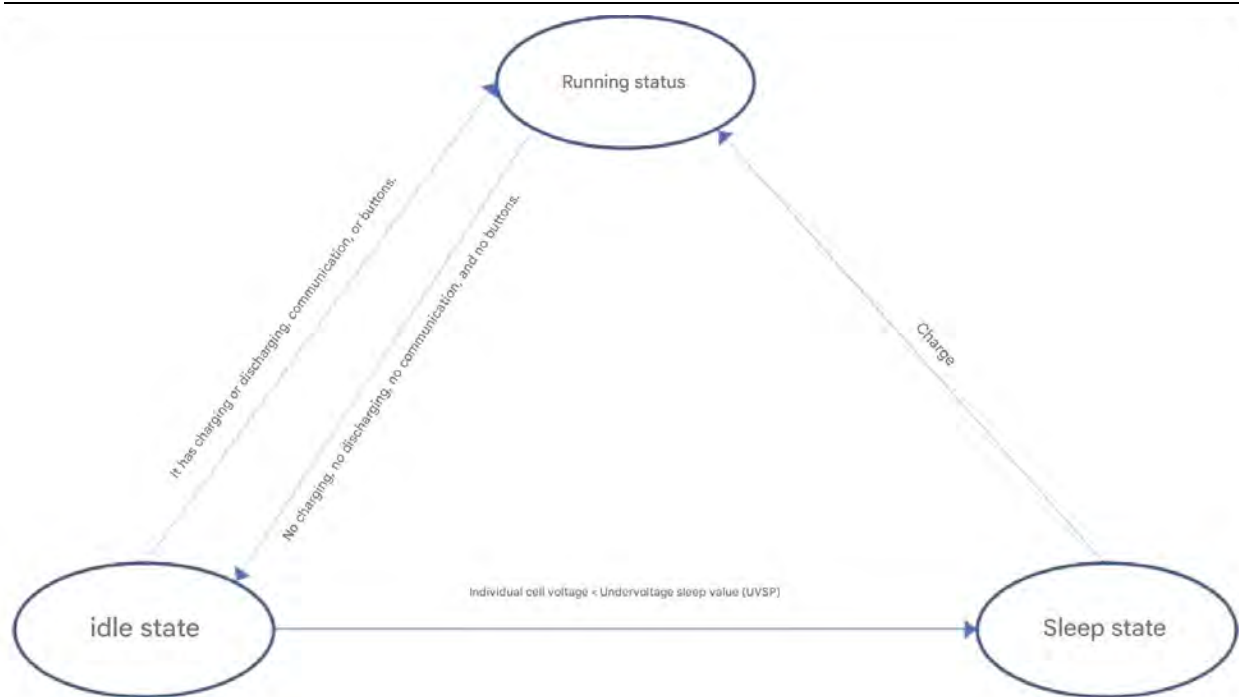 Running status
It has charging or discharging, communication, or buttons.
No charging, no discharging, no communication, and no buttons.
Charge
Individual cell voltage < Undervoltage sleep value (UVSP)
idle state
Sleep state